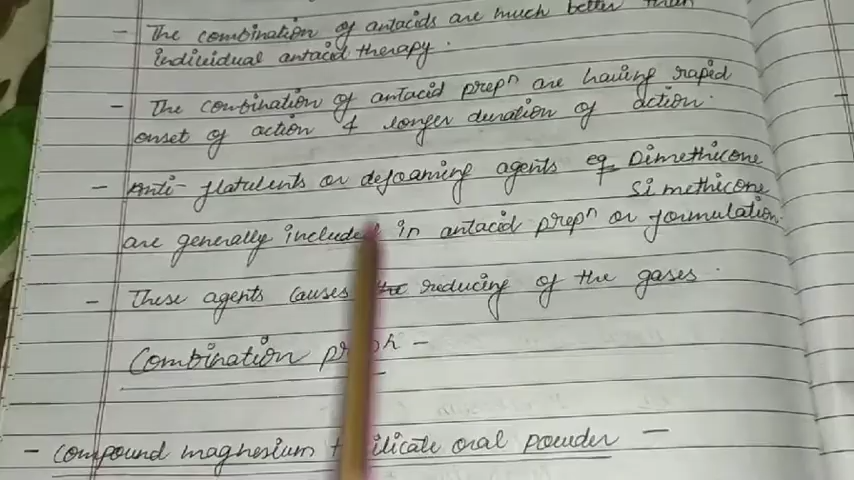 - The combination of antacids are much better than
individual antacid therapy.
- The combination of antacid prepn are having rapid
onset of action & longer duration of action.
- Anti-flatulents or defoaming agents eg Dimethicone
Simethicone
are generally included in antacid prepn or formulation.
- These agents causes reducing of the gases.
Combination prepn -
- Compound magnesium oral powder -